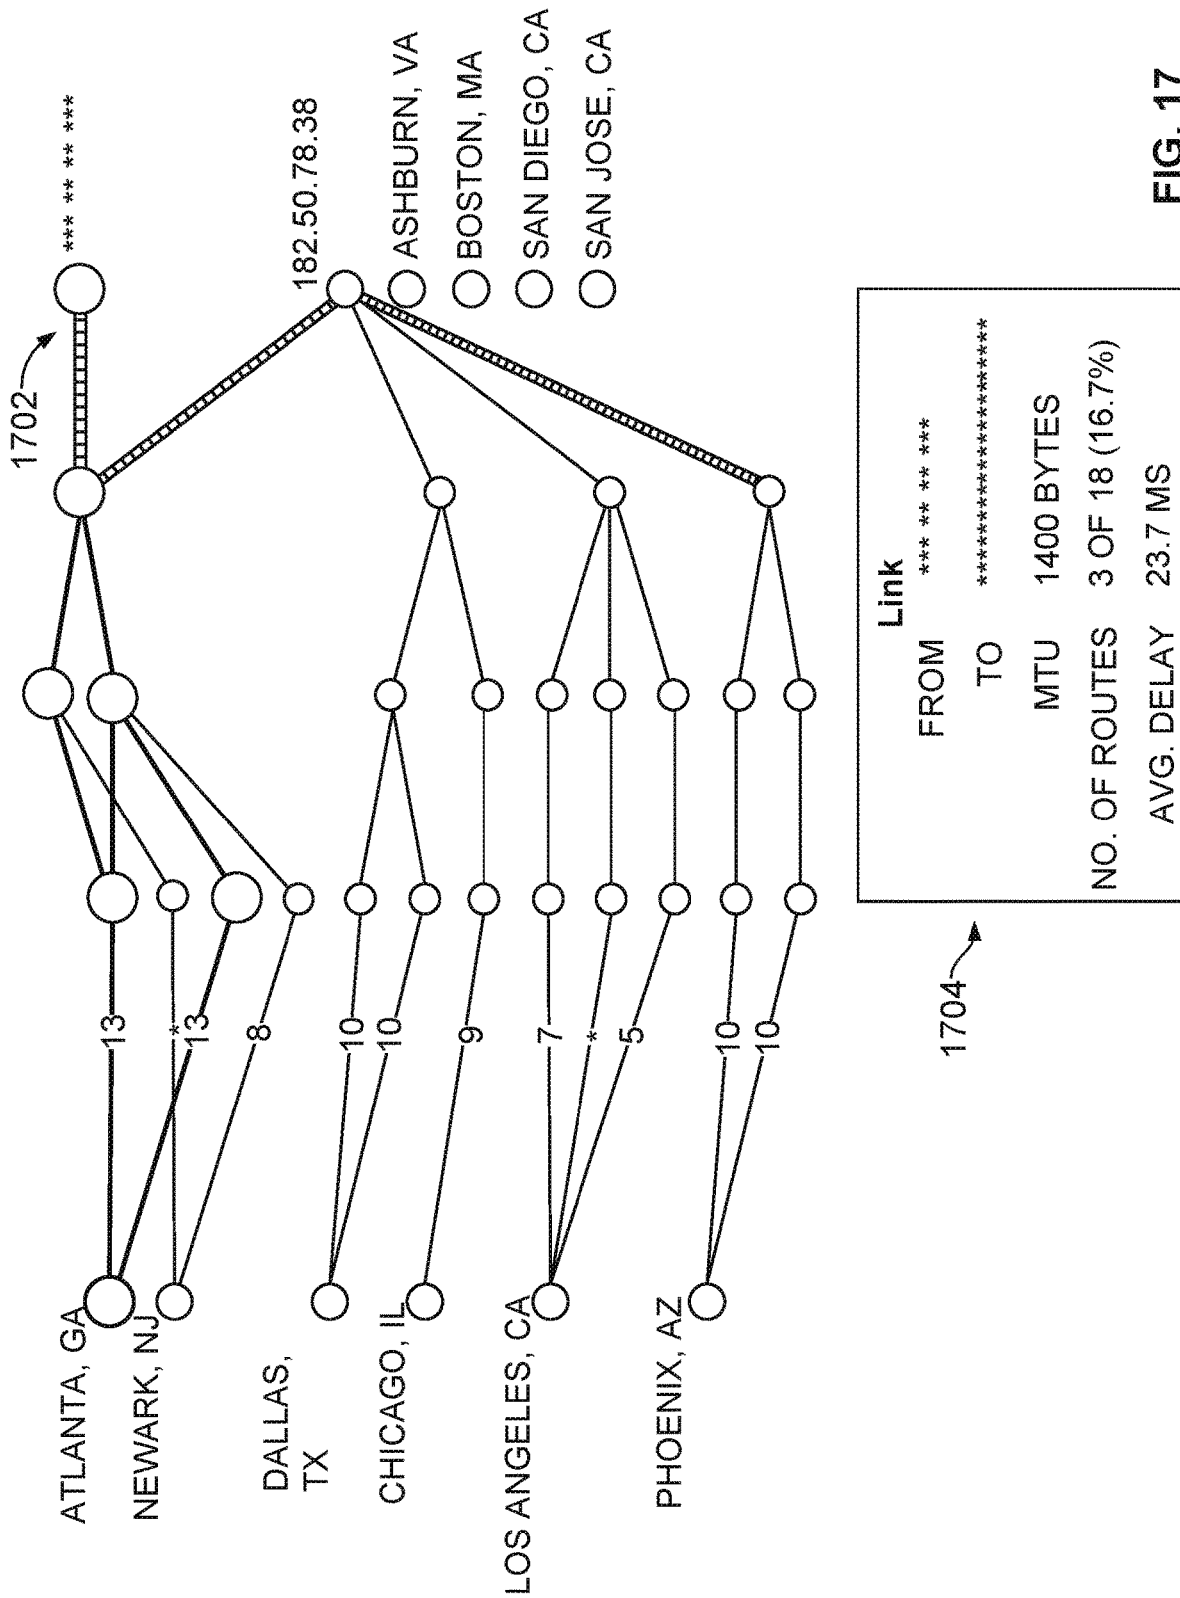 1702
*** ** ** ***
ATLANTA, GA
NEWARK, NJ
DALLAS,
TX
CHICAGO, IL
LOS ANGELES, CA
PHOENIX, AZ
13
*
13
8
10
10
9
7
*
5
10
10
182.50.78.38
ASHBURN, VA
BOSTON, MA
SAN DIEGO, CA
SAN JOSE, CA
1704
Link
FROM *** ** ** ***
TO ***********************
MTU 1400 BYTES
NO. OF ROUTES 3 OF 18 (16.7%)
AVG. DELAY 23.7 MS
FIG. 17